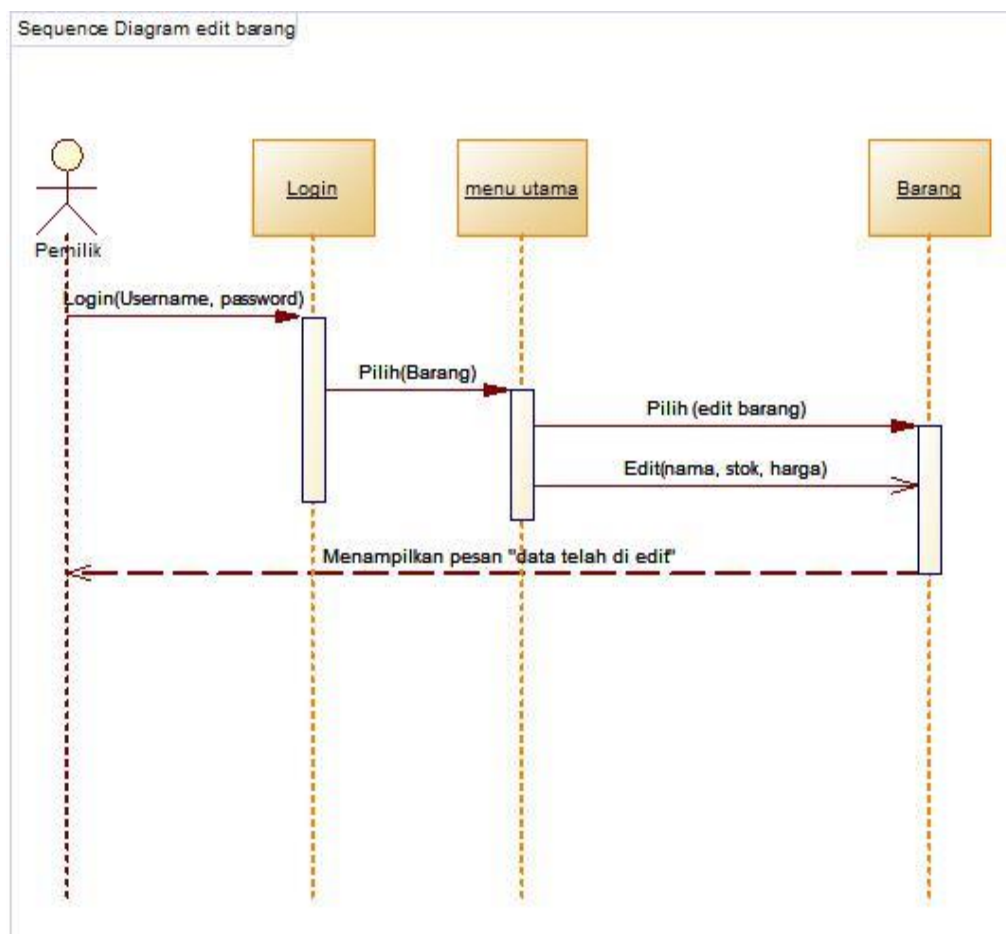 Sequence Diagram edit barang
Pemilik
Login
menu utama
Barang
Login(Username, password)
Pilih(Barang)
Pilih (edit barang)
Edit(nama, stok, harga)
Menampilkan pesan "data telah di edit"